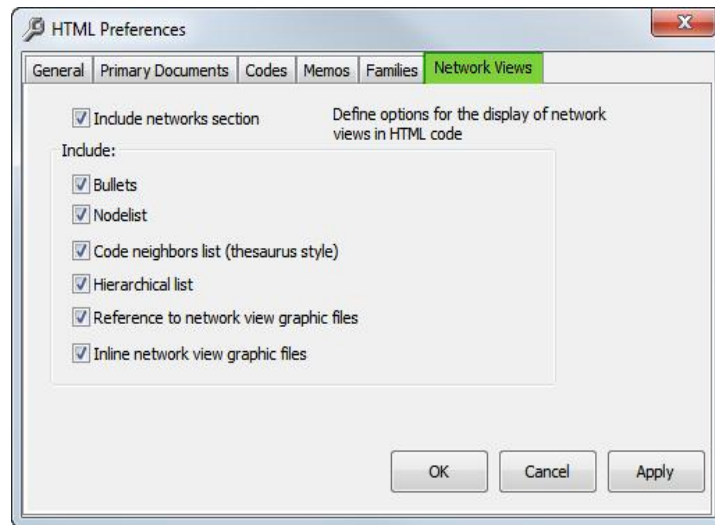 HTML Preferences
General Primary Documents Codes Memos Families Network Views
Include networks section
Define options for the display of network
views in HTML code
Include:
Bullets
Nodelist
Code neighbors list (thesaurus style)
Hierarchical list
Reference to network view graphic files
Inline network view graphic files
OK Cancel Apply